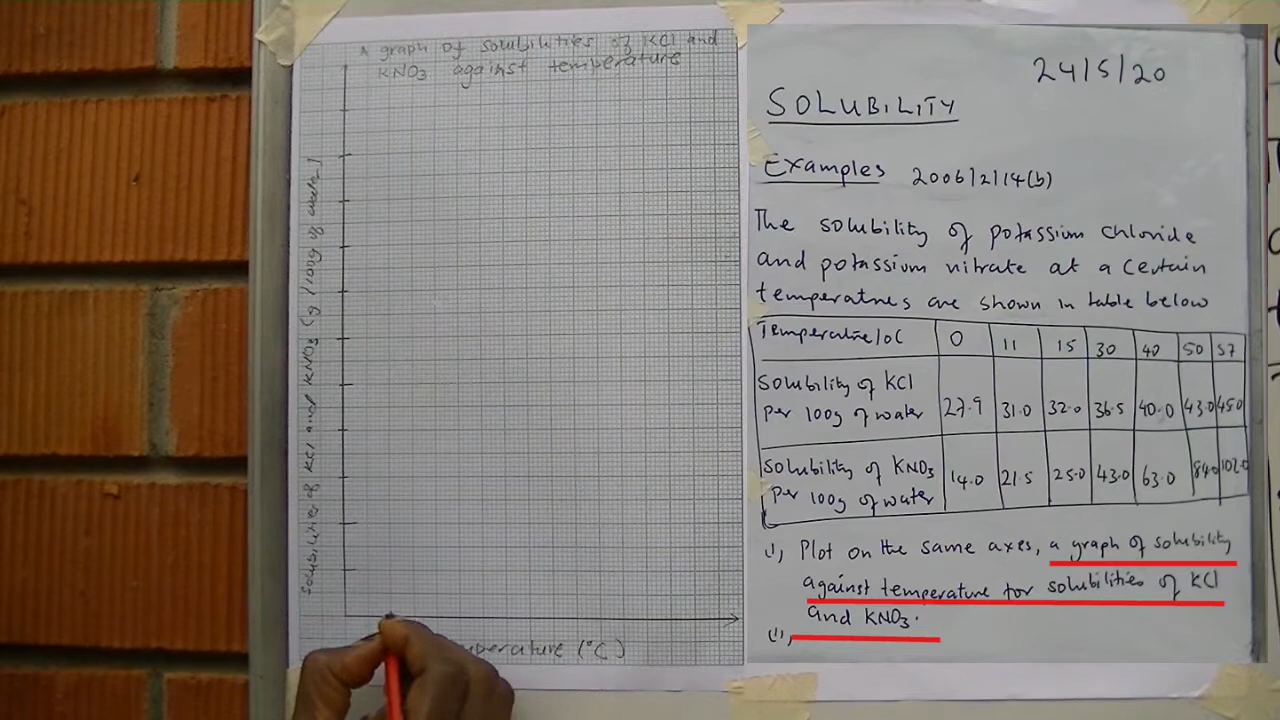 A graph of solubilities of KCl and
KNO3 against temperature
Solubilities of KCl and KNO3 (g/100g of water)
perature (°C)
24/5/20
SOLUBILITY
Examples 2006/2/14(b)
The solubility of potassium chloride
and potassium nitrate at a certain
temperatures are shown in table below
Temperature/oC 0 11 15 30 40 50 57
Solubility of KCl
per 100g of water 27.9 31.0 32.0 36.5 40.0 43.0 45.0
Solubility of KNO3
per 100g of water 14.0 21.5 25.0 43.0 63.0 84.0 102.0
(i), Plot on the same axes, a graph of solubility
against temperature for solubilities of KCl
and KNO3.
(ii),